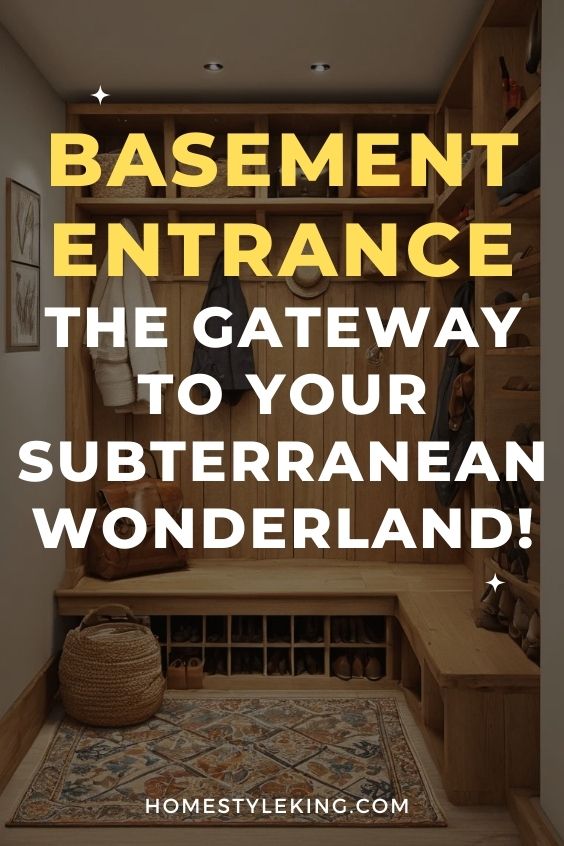 BASEMENT
ENTRANCE
THE GATEWAY
TO YOUR
SUBTERRANEAN
WONDERLAND!
HOMESTYLEKING.COM